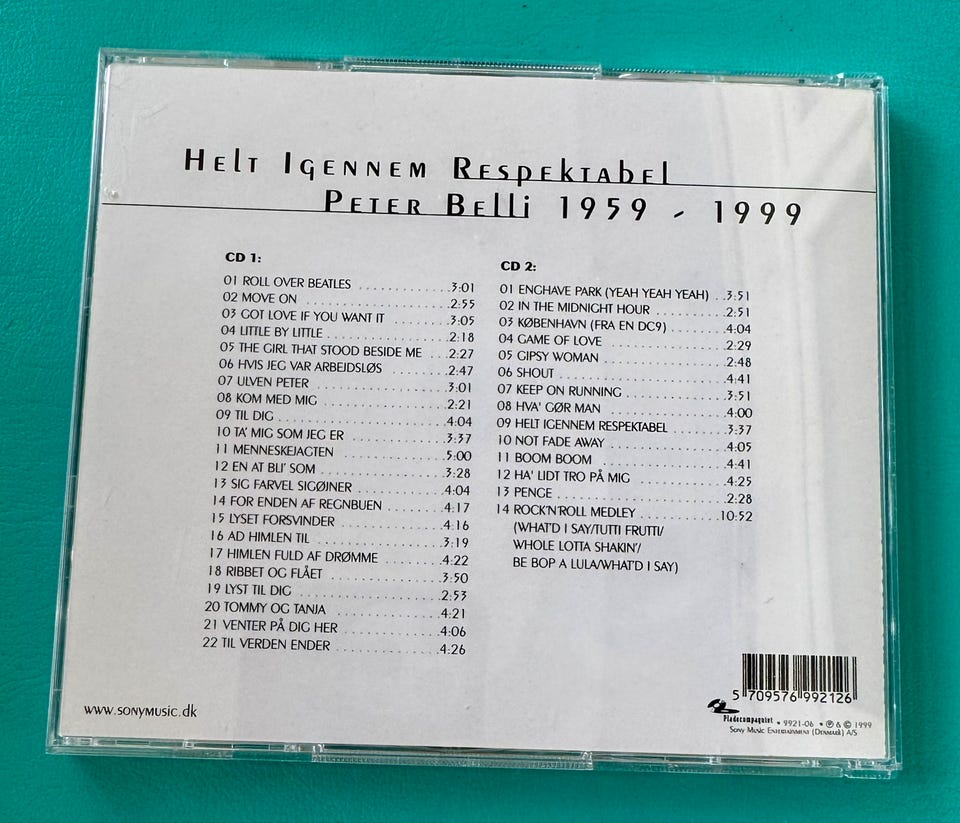 Helt Igennem Respektabel
Peter Belli 1959 - 1999
CD 1:
01 ROLL OVER BEATLES ..............3:01
02 MOVE ON ......................2:55
03 GOT LOVE IF YOU WANT IT ........3:05
04 LITTLE BY LITTLE .................2:18
05 THE GIRL THAT STOOD BESIDE ME ...2:27
06 HVIS JEG VAR ARBEJDSLØS ..........2:47
07 ULVEN PETER ...................3:01
08 KOM MED MIG ..................2:21
09 TIL DIG .......................4:04
10 TA' MIG SOM JEG ER .............3:37
11 MENNESKEJAGTEN ...............5:00
12 EN AT BLI' SOM .................3:28
13 SIG FARVEL SIGØJNER .............4:04
14 FOR ENDEN AF REGNBUEN .........4:17
15 LYSET FORSVINDER ...............4:16
16 AD HIMLEN TIL .................3:19
17 HIMLEN FULD AF DRØMME .........4:22
18 RIBBET OG FLÅET ................3:50
19 LYST TIL DIG ...................2:53
20 TOMMY OG TANJA ..............4:21
21 VENTER PÅ DIG HER .............4:06
22 TIL VERDEN ENDER ..............4:26
CD 2:
01 ENGHAVE PARK (YEAH YEAH YEAH) ..3:51
02 IN THE MIDNIGHT HOUR ..........2:51
03 KØBENHAVN (FRA EN DC9) .........4:04
04 GAME OF LOVE .................2:29
05 GIPSY WOMAN .................2:48
06 SHOUT .......................4:41
07 KEEP ON RUNNING ..............3:51
08 HVA' GØR MAN .................4:00
09 HELT IGENNEM RESPEKTABEL ........3:37
10 NOT FADE AWAY ................4:05
11 BOOM BOOM ..................4:41
12 HA' LIDT TRO PÅ MIG .............4:25
13 PENGE .......................2:28
14 ROCK'N'ROLL MEDLEY ...........10:52
(WHAT'D I SAY/TUTTI FRUTTI/
WHOLE LOTTA SHAKIN'/
BE BOP A LULA/WHAT'D I SAY)
5 709576 992126
www.sonymusic.dk
Pladecompagniet • 9921-06 • ℗ & © 1999
Sony Music Entertainment (Denmark) A/S